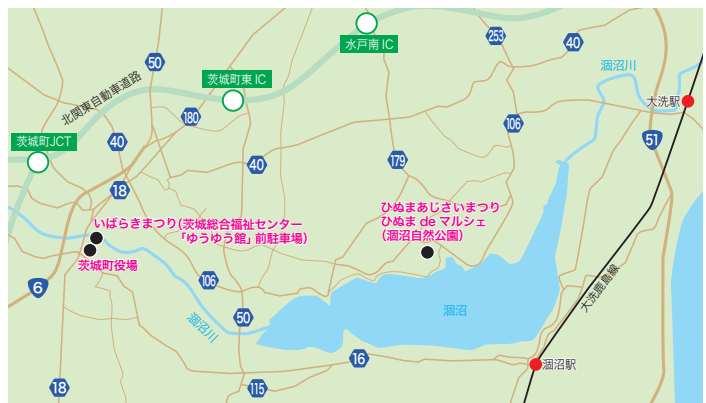 水戸南IC
253
40
50
涸沼川
茨城町東IC
大洗駅
北関東自動車道路
180
106
茨城町JCT
40
51
40
179
18
ひぬまあじさいまつり
ひぬま de マルシェ
(涸沼自然公園)
いばらきまつり(茨城総合福祉センター
「ゆうゆう館」前駐車場)
茨城町役場
106
6
大洗鹿島線
涸沼
50
涸沼川
16
涸沼駅
18
115